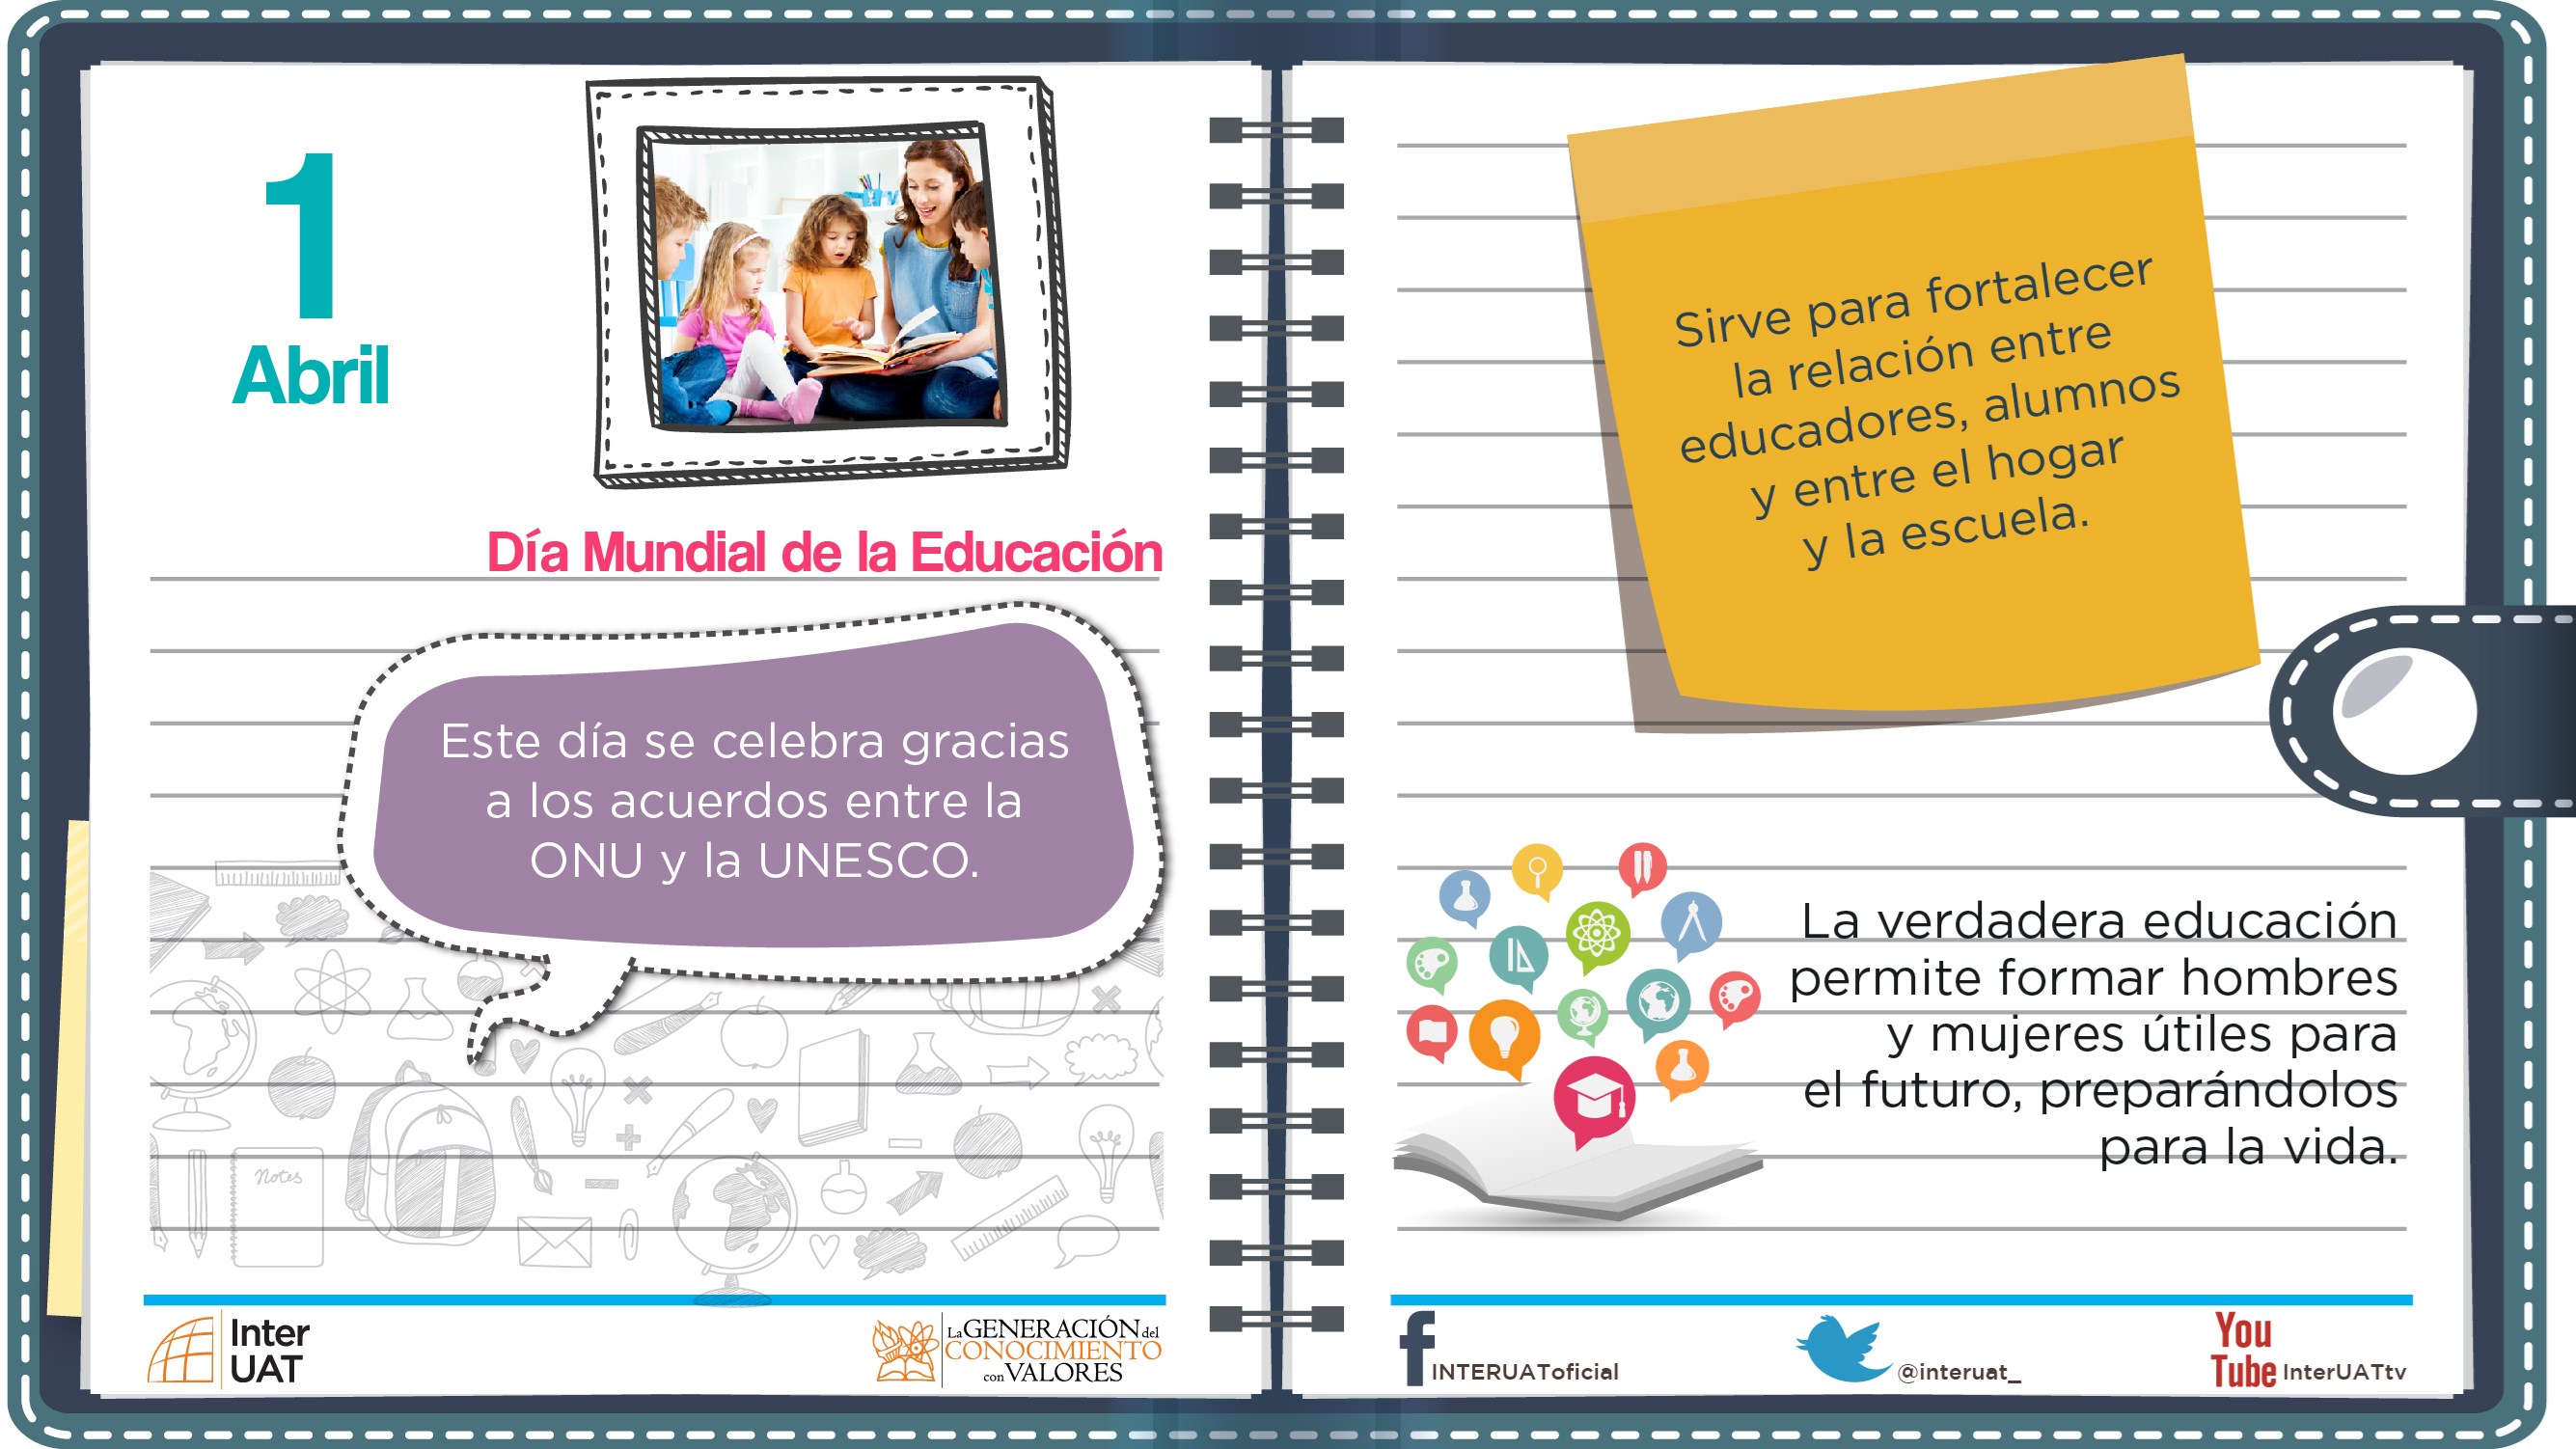 1
Abril
Día Mundial de la Educación
Este día se celebra gracias
a los acuerdos entre la
ONU y la UNESCO.
Notes
Inter
UAT
La GENERACIÓN del
CONOCIMIENTO
con VALORES
Sirve para fortalecer
la relación entre
educadores, alumnos
y entre el hogar
y la escuela.
La verdadera educación
permite formar hombres
y mujeres útiles para
el futuro, preparándolos
para la vida.
f INTERUAToficial
@interuat_
You
Tube InterUATtv